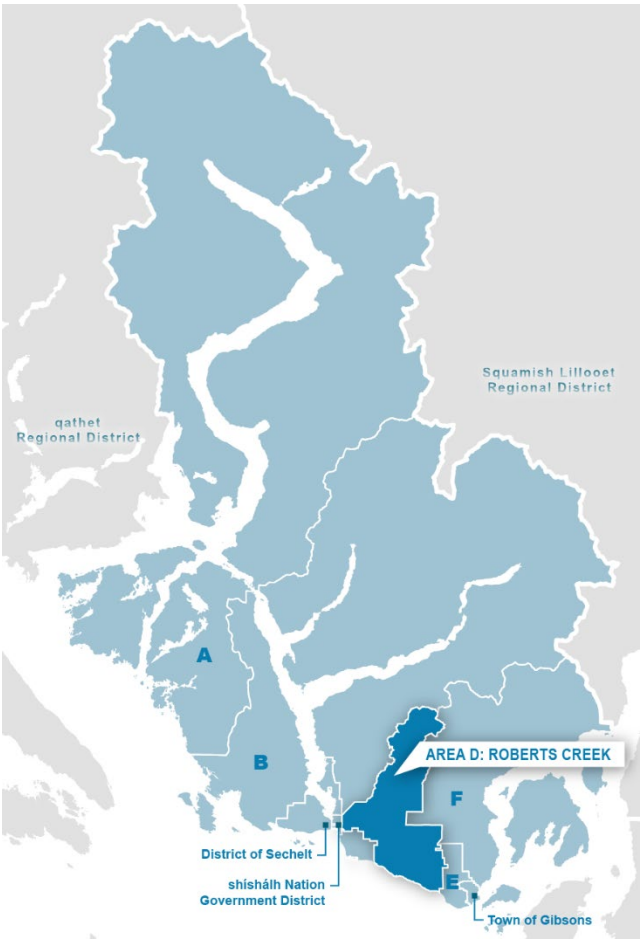 Squamish Lillooet
Regional District
qathet
Regional District
A
AREA D: ROBERTS CREEK
B
F
District of Sechelt
shíshálh Nation
Government District
E
Town of Gibsons